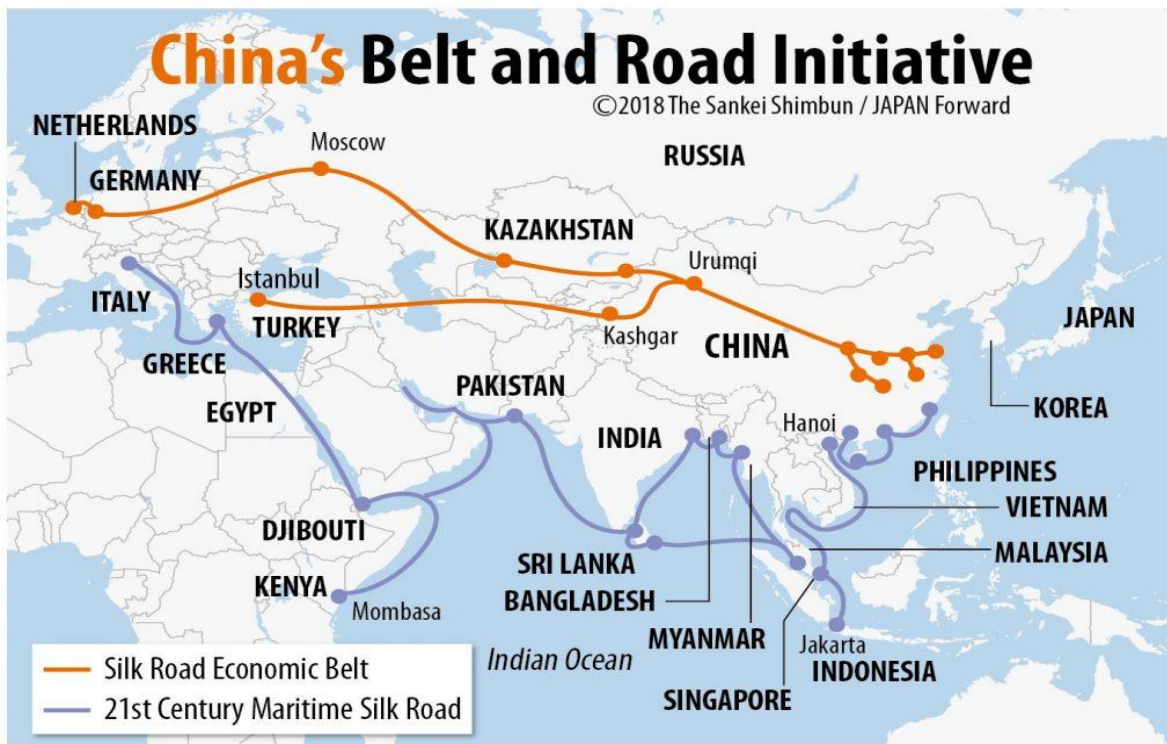 China's Belt and Road Initiative
©2018 The Sankei Shimbun / JAPAN Forward
NETHERLANDS
Moscow
RUSSIA
GERMANY
KAZAKHSTAN
Urumqi
Istanbul
ITALY
TURKEY
Kashgar
CHINA
JAPAN
GREECE
PAKISTAN
KOREA
EGYPT
INDIA
Hanoi
PHILIPPINES
VIETNAM
DJIBOUTI
MALAYSIA
SRI LANKA
KENYA
BANGLADESH
Mombasa
MYANMAR
Jakarta
Indian Ocean
INDONESIA
SINGAPORE
Silk Road Economic Belt
21st Century Maritime Silk Road